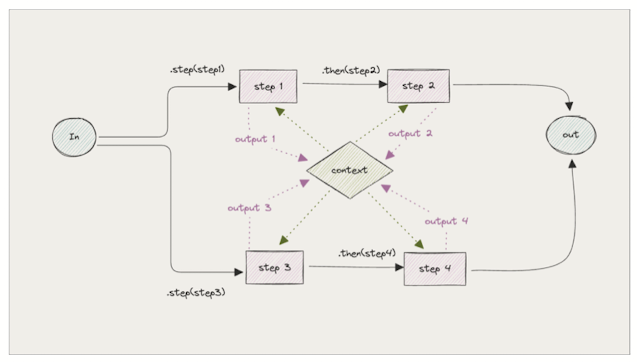 .step(step1)
step 1
.then(step2)
step 2
In
output 1
output 2
out
context
output 3
output 4
step 3
.then(step4)
step 4
.step(step3)